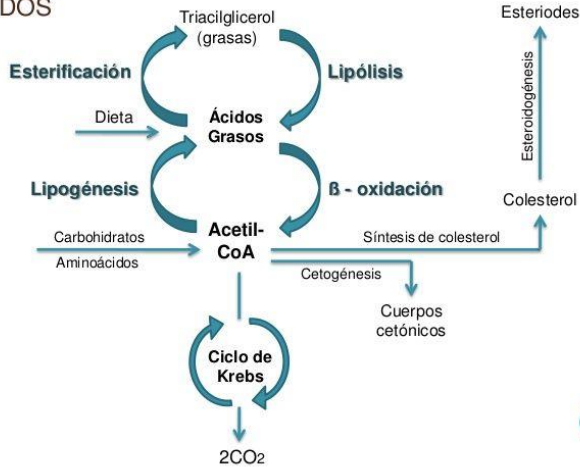 DOS
Triacilglicerol
(grasas)
Esteriodes
Esterificación
Lipólisis
Dieta
Ácidos
Grasos
Esteroidogénesis
Lipogénesis
ß - oxidación
Colesterol
Carbohidratos
Aminoácidos
Acetil-
CoA
Síntesis de colesterol
Cetogénesis
Cuerpos
cetónicos
Ciclo de
Krebs
2CO2